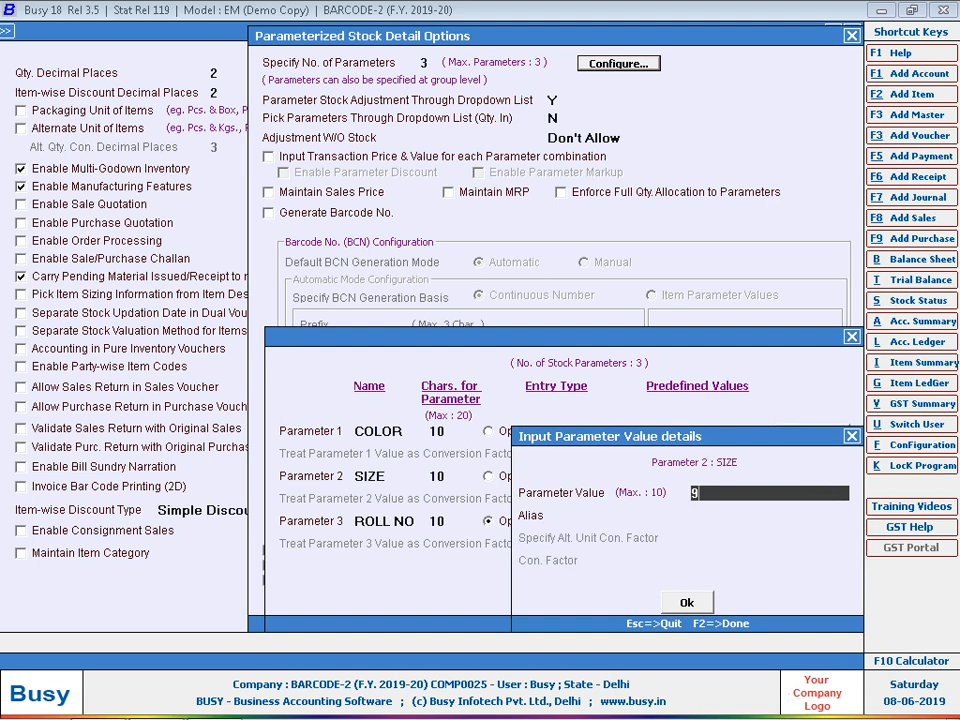 Busy 18 Rel 3.5 | Stat Rel 119 | Model : EM (Demo Copy) | BARCODE-2 (F.Y. 2019-20)
>>
Qty. Decimal Places 2
Item-wise Discount Decimal Places 2
Packaging Unit of Items (eg. Pcs. & Box, P
Alternate Unit of Items (eg. Pcs. & Kgs., F
Alt. Qty. Con. Decimal Places 3
Enable Multi-Godown Inventory
Enable Manufacturing Features
Enable Sale Quotation
Enable Purchase Quotation
Enable Order Processing
Enable Sale/Purchase Challan
Carry Pending Material Issued/Receipt to r
Pick Item Sizing Information from Item Des
Separate Stock Updation Date in Dual Vou
Separate Stock Valuation Method for Items
Accounting in Pure Inventory Vouchers
Enable Party-wise Item Codes
Allow Sales Return in Sales Voucher
Allow Purchase Return in Purchase Vouch
Validate Sales Return with Original Sales
Validate Purc. Return with Original Purchas
Enable Bill Sundry Narration
Invoice Bar Code Printing (2D)
Item-wise Discount Type Simple Discou
Enable Consignment Sales
Maintain Item Category
Parameterized Stock Detail Options
Specify No. of Parameters 3 ( Max. Parameters : 3 ) Configure...
( Parameters can also be specified at group level )
Parameter Stock Adjustment Through Dropdown List Y
Pick Parameters Through Dropdown List (Qty. In) N
Adjustment W/O Stock Don't Allow
Input Transaction Price & Value for each Parameter combination
Enable Parameter Discount Enable Parameter Markup
Maintain Sales Price Maintain MRP Enforce Full Qty. Allocation to Parameters
Generate Barcode No.
Barcode No. (BCN) Configuration
Default BCN Generation Mode Automatic Manual
Automatic Mode Configuration
Specify BCN Generation Basis Continuous Number Item Parameter Values
Prefix ( Max. 3 Char. )
( No. of Stock Parameters : 3 )
Name Chars. for Parameter Entry Type Predefined Values
(Max : 20)
Parameter 1 COLOR 10 Op
Treat Parameter 1 Value as Conversion Facto
Parameter 2 SIZE 10 Op
Treat Parameter 2 Value as Conversion Facto
Parameter 3 ROLL NO 10 Op
Treat Parameter 3 Value as Conversion Facto
Input Parameter Value details
Parameter 2 : SIZE
Parameter Value (Max. : 10) 9
Alias
Specify Alt. Unit Con. Factor
Con. Factor
Ok
Esc=>Quit F2=>Done
Shortcut Keys
F1 Help
F1 Add Account
F2 Add Item
F3 Add Master
F3 Add Voucher
F5 Add Payment
F6 Add Receipt
F7 Add Journal
F8 Add Sales
F9 Add Purchase
B Balance Sheet
T Trial Balance
S Stock Status
A Acc. Summary
L Acc. Ledger
I Item Summary
G Item LedGer
V GST Summary
U Switch User
F Configuration
K LocK Program
Training Videos
GST Help
GST Portal
F10 Calculator
Busy
Company : BARCODE-2 (F.Y. 2019-20) COMP0025 - User : Busy ; State - Delhi
BUSY - Business Accounting Software ; (c) Busy Infotech Pvt. Ltd., Delhi ; www.busy.in
Your
Company
Logo
Saturday
08-06-2019